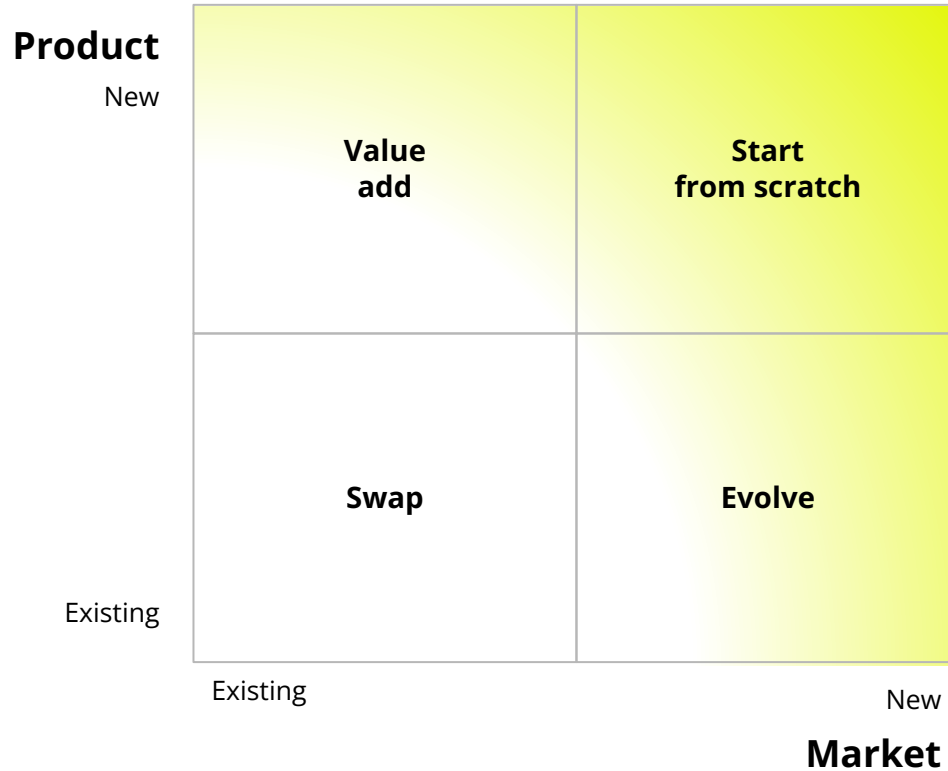 Product
New
Value
add
Start
from scratch
Swap
Evolve
Existing
Existing
New
Market